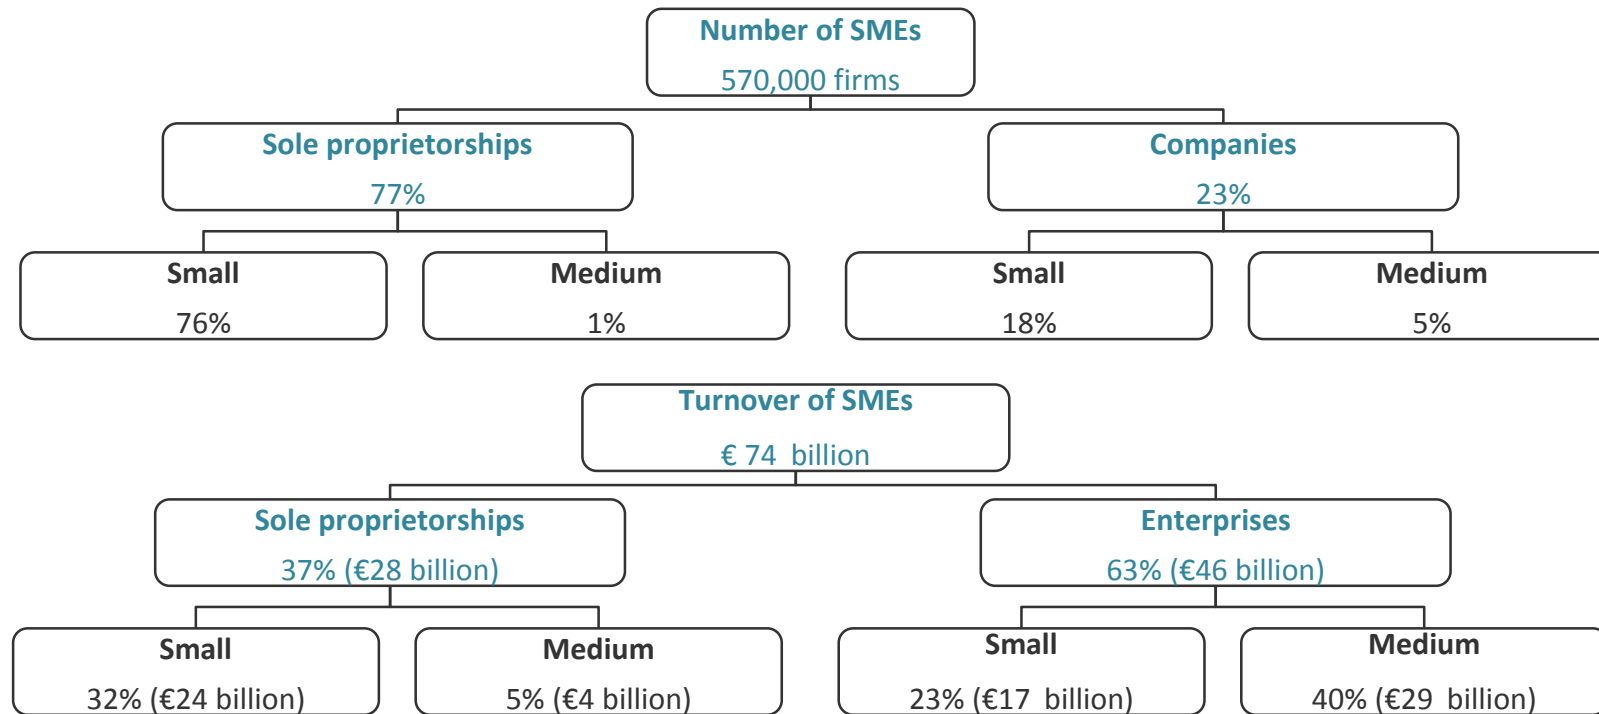 Number of SMEs
570,000 firms
Sole proprietorships
77%
Companies
23%
Small
76%
Medium
1%
Small
18%
Medium
5%
Turnover of SMEs
€ 74 billion
Sole proprietorships
37% (€28 billion)
Enterprises
63% (€46 billion)
Small
32% (€24 billion)
Medium
5% (€4 billion)
Small
23% (€17 billion)
Medium
40% (€29 billion)